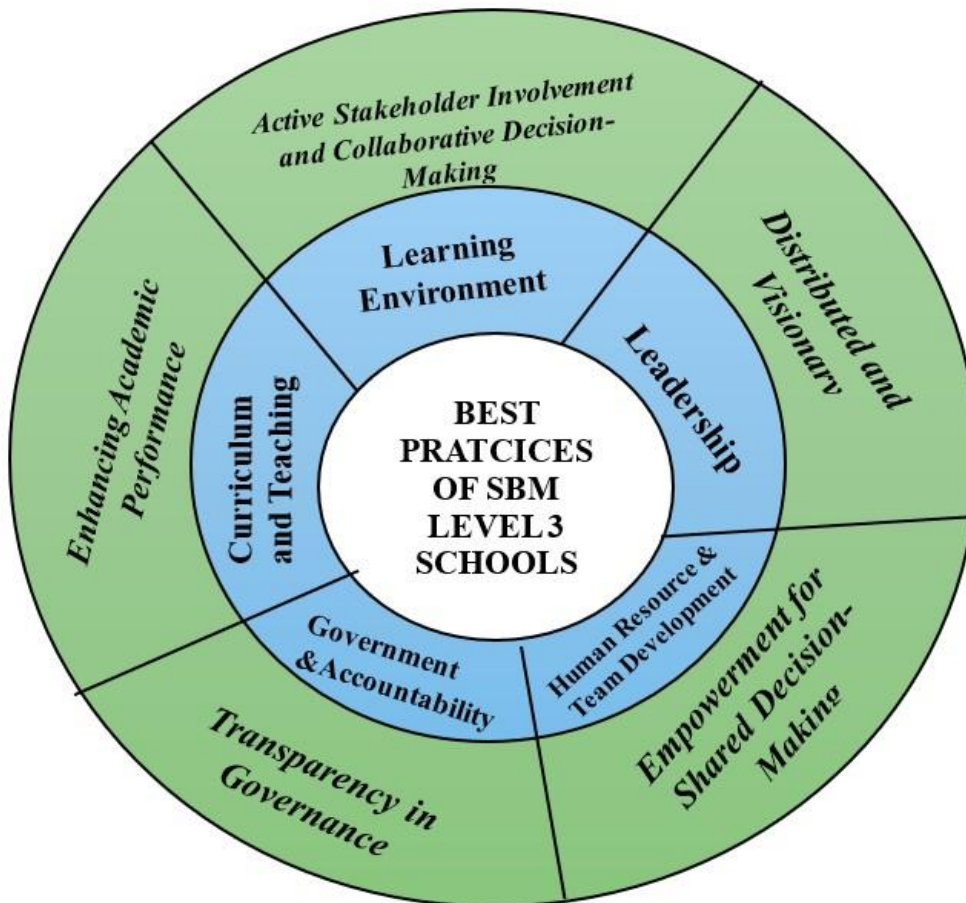 Active Stakeholder Involvement
and Collaborative Decision-
Making
Learning
Environment
Distributed and
Visionary
Leadership
Enhancing Academic
Performance
Curriculum
and Teaching
BEST
PRATCICES
OF SBM
LEVEL 3
SCHOOLS
Human Resource &
Team Development
Empowerment for
Shared Decision-
Making
Government
&Accountability
Transparency in
Governance